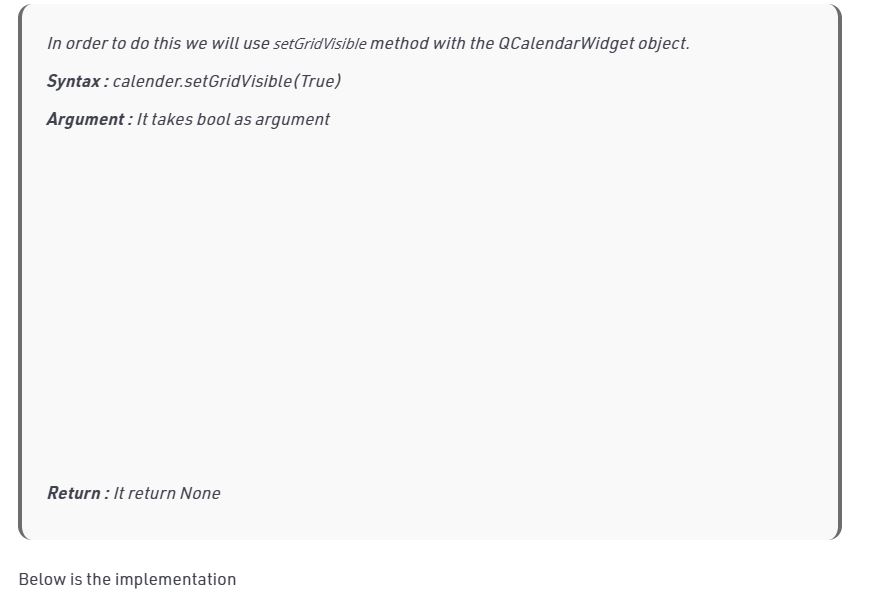 In order to do this we will use setGridVisible method with the QCalendarWidget object.
Syntax : calender.setGridVisible(True)
Argument : It takes bool as argument
Return : It return None
Below is the implementation